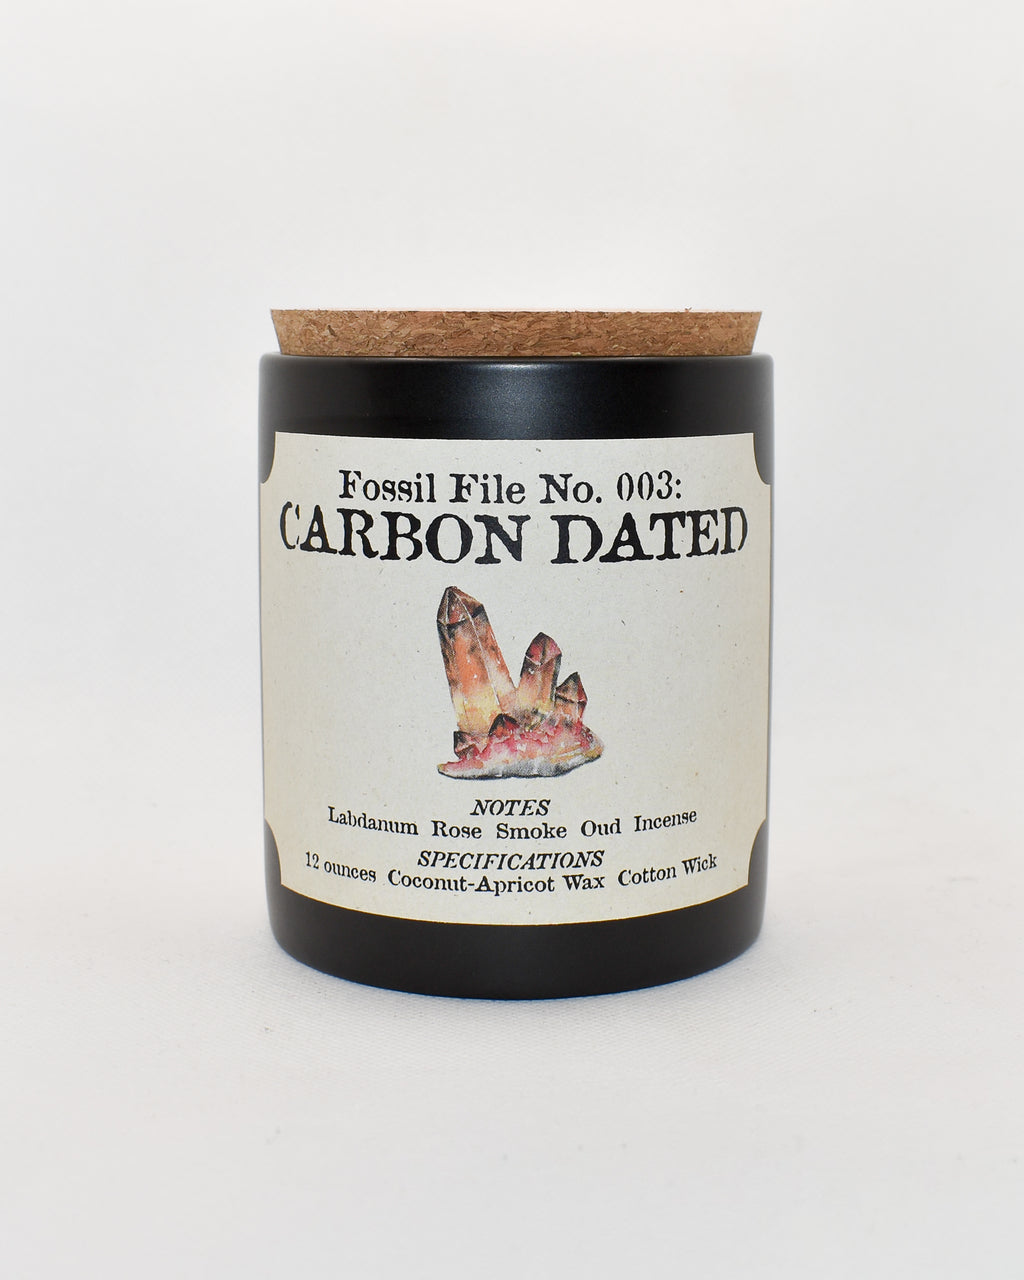 Fossil File No. 003:
CARBON DATED
NOTES
Labdanum Rose Smoke Oud Incense
SPECIFICATIONS
12 ounces Coconut-Apricot Wax Cotton Wick